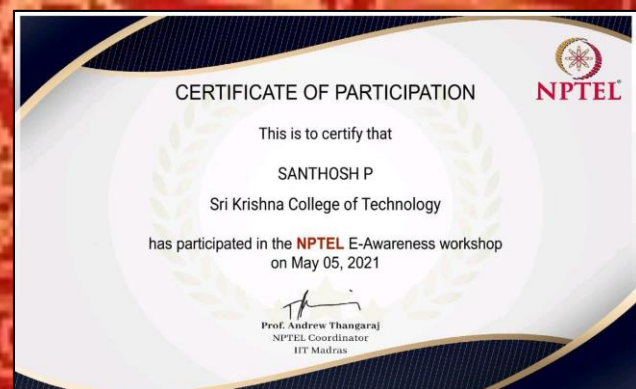 CERTIFICATE OF PARTICIPATION
NPTEL
This is to certify that
SANTHOSH P
Sri Krishna College of Technology
has participated in the NPTEL E-Awareness workshop
on May 05, 2021
Prof. Andrew Thangaraj
NPTEL Coordinator
IIT Madras